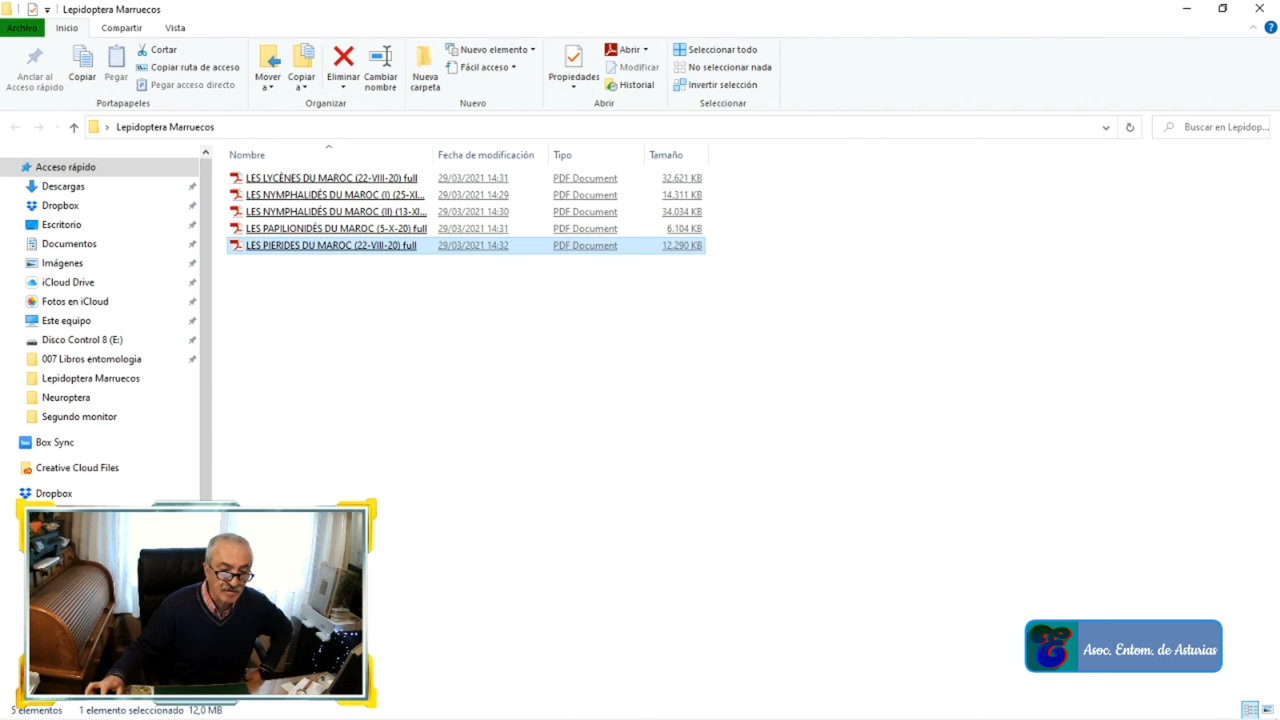 Lepidoptera Marruecos
Archivo Inicio Compartir Vista
Anclar al Acceso rápido
Copiar
Pegar
Cortar
Copiar ruta de acceso
Pegar acceso directo
Portapapeles
Mover a
Copiar a
Eliminar
Cambiar nombre
Organizar
Nueva carpeta
Nuevo elemento
Fácil acceso
Nuevo
Propiedades
Abrir
Modificar
Historial
Abrir
Seleccionar todo
No seleccionar nada
Invertir selección
Seleccionar
Lepidoptera Marruecos
Buscar en Lepidop...
Nombre Fecha de modificación Tipo Tamaño
LES LYCÈNES DU MAROC (22-VIII-20) full 29/03/2021 14:31 PDF Document 32.621 KB
LES NYMPHALIDÉS DU MAROC (I) (25-XI... 29/03/2021 14:29 PDF Document 14.311 KB
LES NYMPHALIDÉS DU MAROC (II) (13-XI... 29/03/2021 14:30 PDF Document 34.034 KB
LES PAPILIONIDÉS DU MAROC (5-X-20) full 29/03/2021 14:31 PDF Document 6.104 KB
LES PIERIDES DU MAROC (22-VIII-20) full 29/03/2021 14:32 PDF Document 12.290 KB
Acceso rápido
Descargas
Dropbox
Escritorio
Documentos
Imágenes
iCloud Drive
Fotos en iCloud
Este equipo
Disco Control 8 (E:)
007 Libros entomologia
Lepidoptera Marruecos
Neuroptera
Segundo monitor
Box Sync
Creative Cloud Files
Dropbox
Asoc. Entom. de Asturias
5 elementos 1 elemento seleccionado 12,0 MB